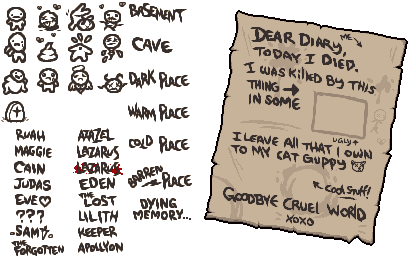 BASEMENT
CAVE
DARK PLACE
WARM PLACE
COLD PLACE
BARREN PLACE
DYING
MEMORY...
MAGGIE
CAIN
JUDAS
EVE♡
???
SAMS
THE
FORGOTTEN
AZAZEL
LAZARUS
LAZARUS
EDEN
THE
LOST
LILITH
KEEPER
APOLLYON
DEAR DIARY,
ME
TODAY I DIED.
I WAS KILLED BY THIS
THING →
IN SOME
UGLY↑
I LEAVE ALL THAT I OWN
TO MY CAT GUPPY
↖ COOL STUFF!
GOODBYE CRUEL WORLD
XOXO